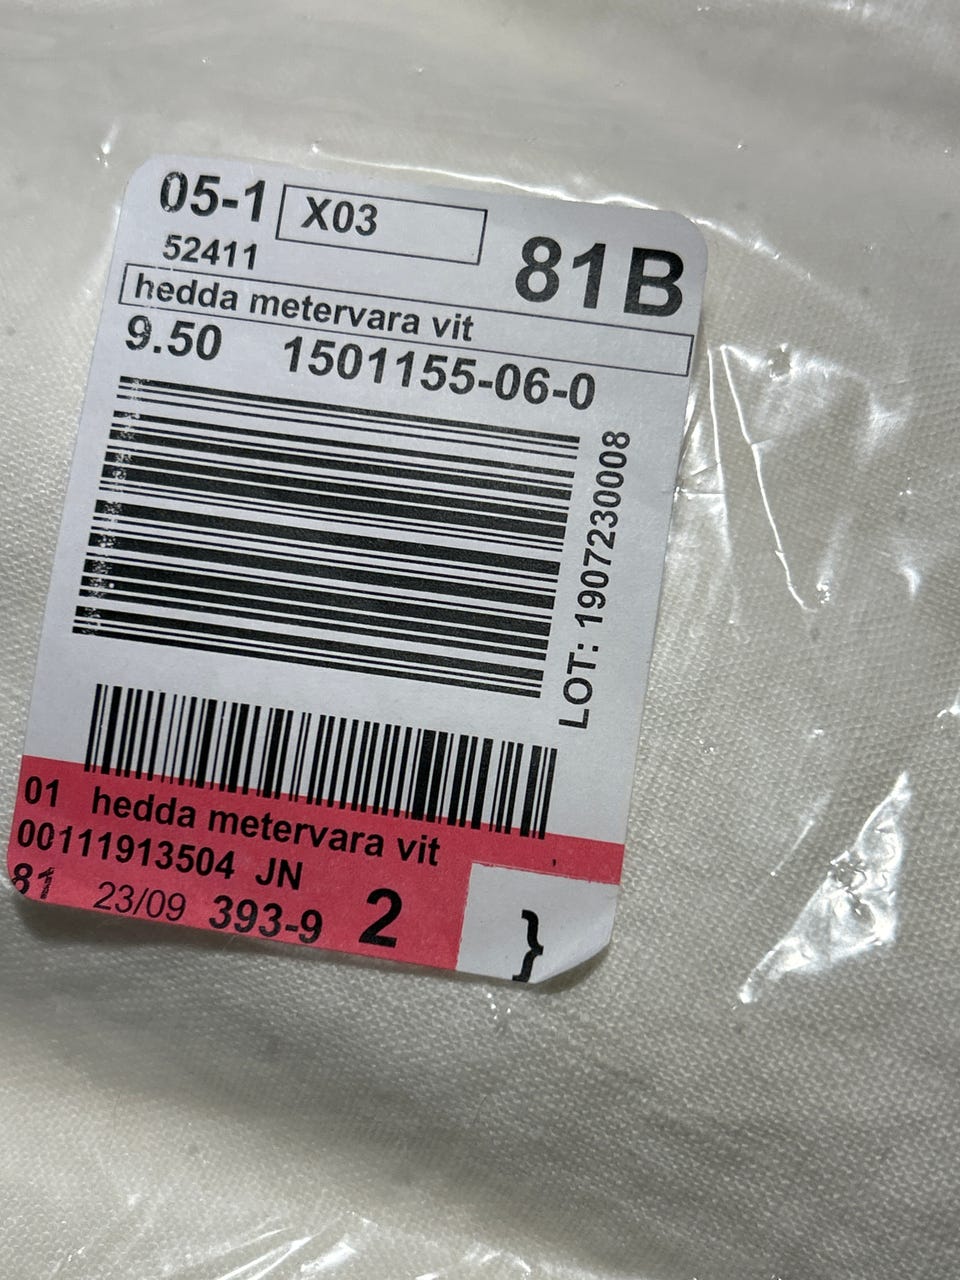 05-1 X03
81B
52411
hedda metervara vit
9.50 1501155-06-0
LOT: 1907230008
01 hedda metervara vit
00111913504 JN
81 23/09 393-9 2 }